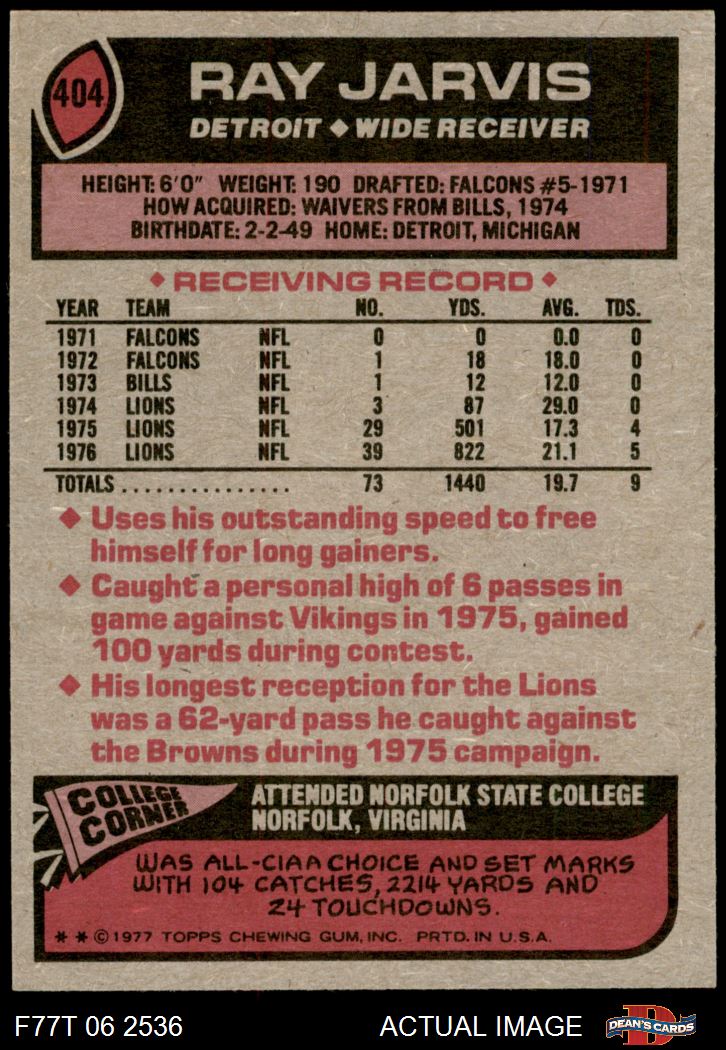 404
RAY JARVIS
DETROIT ◆ WIDE RECEIVER
HEIGHT: 6'0" WEIGHT: 190 DRAFTED: FALCONS #5-1971
HOW ACQUIRED: WAIVERS FROM BILLS, 1974
BIRTHDATE: 2-2-49 HOME: DETROIT, MICHIGAN
◆ RECEIVING RECORD ◆
YEAR TEAM NO. YDS. AVG. TDS.
1971 FALCONS NFL 0 0 0.0 0
1972 FALCONS NFL 1 18 18.0 0
1973 BILLS NFL 1 12 12.0 0
1974 LIONS NFL 3 87 29.0 0
1975 LIONS NFL 29 501 17.3 4
1976 LIONS NFL 39 822 21.1 5
TOTALS ................ 73 1440 19.7 9
◆ Uses his outstanding speed to free
himself for long gainers.
◆ Caught a personal high of 6 passes in
game against Vikings in 1975, gained
100 yards during contest.
◆ His longest reception for the Lions
was a 62-yard pass he caught against
the Browns during 1975 campaign.
COLLEGE
CORNER
ATTENDED NORFOLK STATE COLLEGE
NORFOLK, VIRGINIA
WAS ALL-CIAA CHOICE AND SET MARKS
WITH 104 CATCHES, 2214 YARDS AND
24 TOUCHDOWNS.
* * © 1977 TOPPS CHEWING GUM, INC. PRTD. IN U.S.A.
F77T 06 2536 ACTUAL IMAGE
D
DEAN'S CARDS